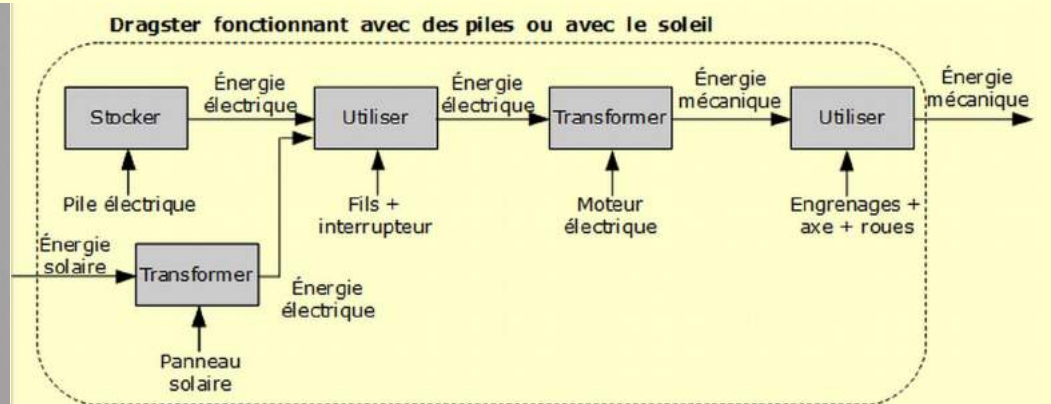 Dragster fonctionnant avec des piles ou avec le soleil
Énergie
électrique
Énergie
électrique
Énergie
mécanique
Énergie
mécanique
Stocker
Utiliser
Transformer
Utiliser
Pile électrique
Fils +
interrupteur
Moteur
électrique
Engrenages +
axe + roues
Énergie
solaire
Transformer
Énergie
électrique
Panneau
solaire